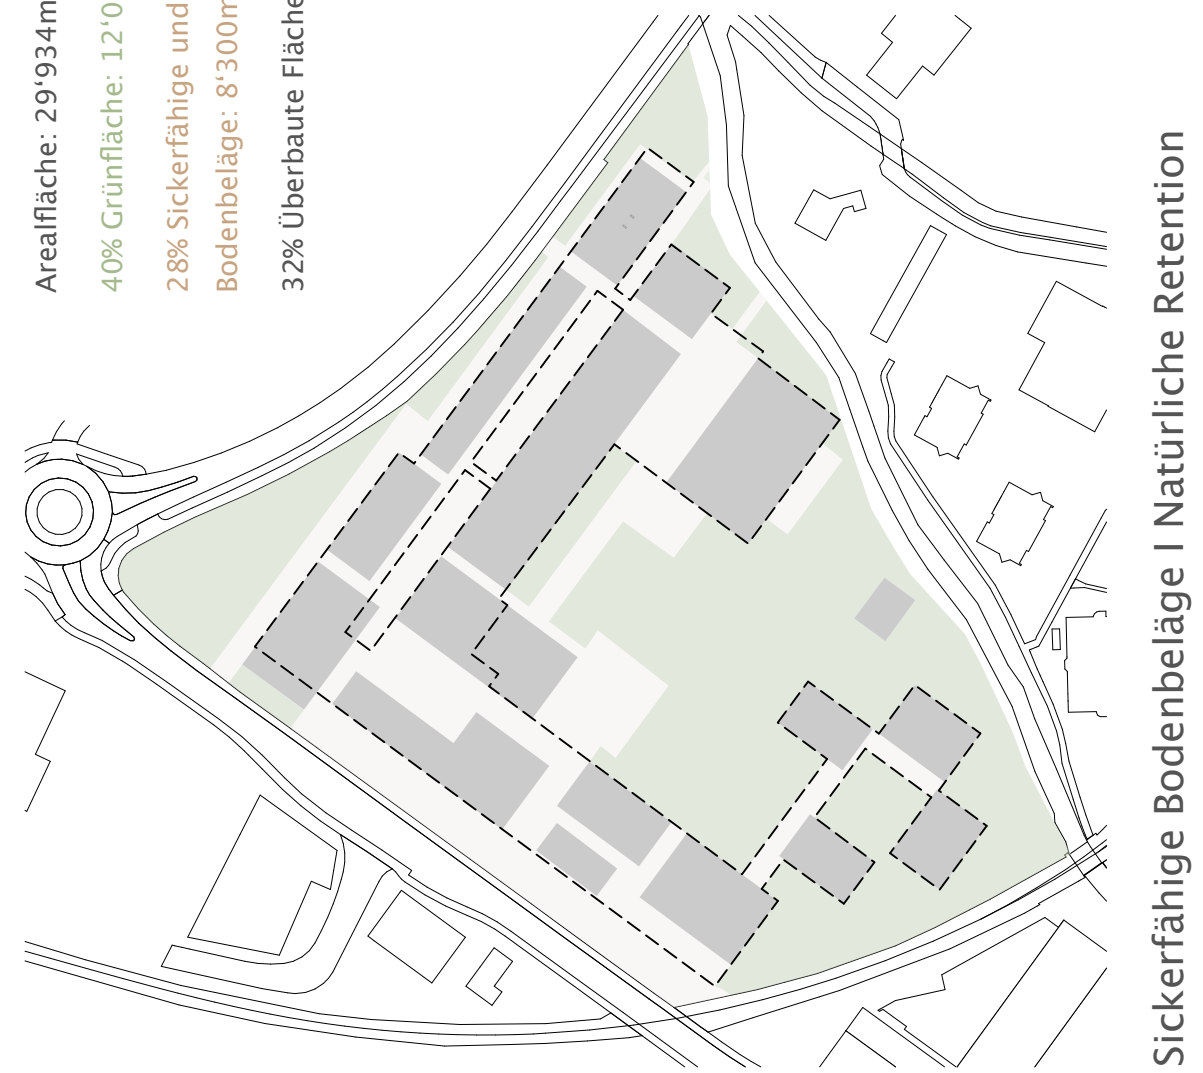 Arealfläche: 29‘934m
40% Grünfläche: 12‘0
28% Sickerfähige und
Bodenbeläge: 8‘300m
32% Überbaute Fläche
Sickerfähige Bodenbeläge I Natürliche Retention